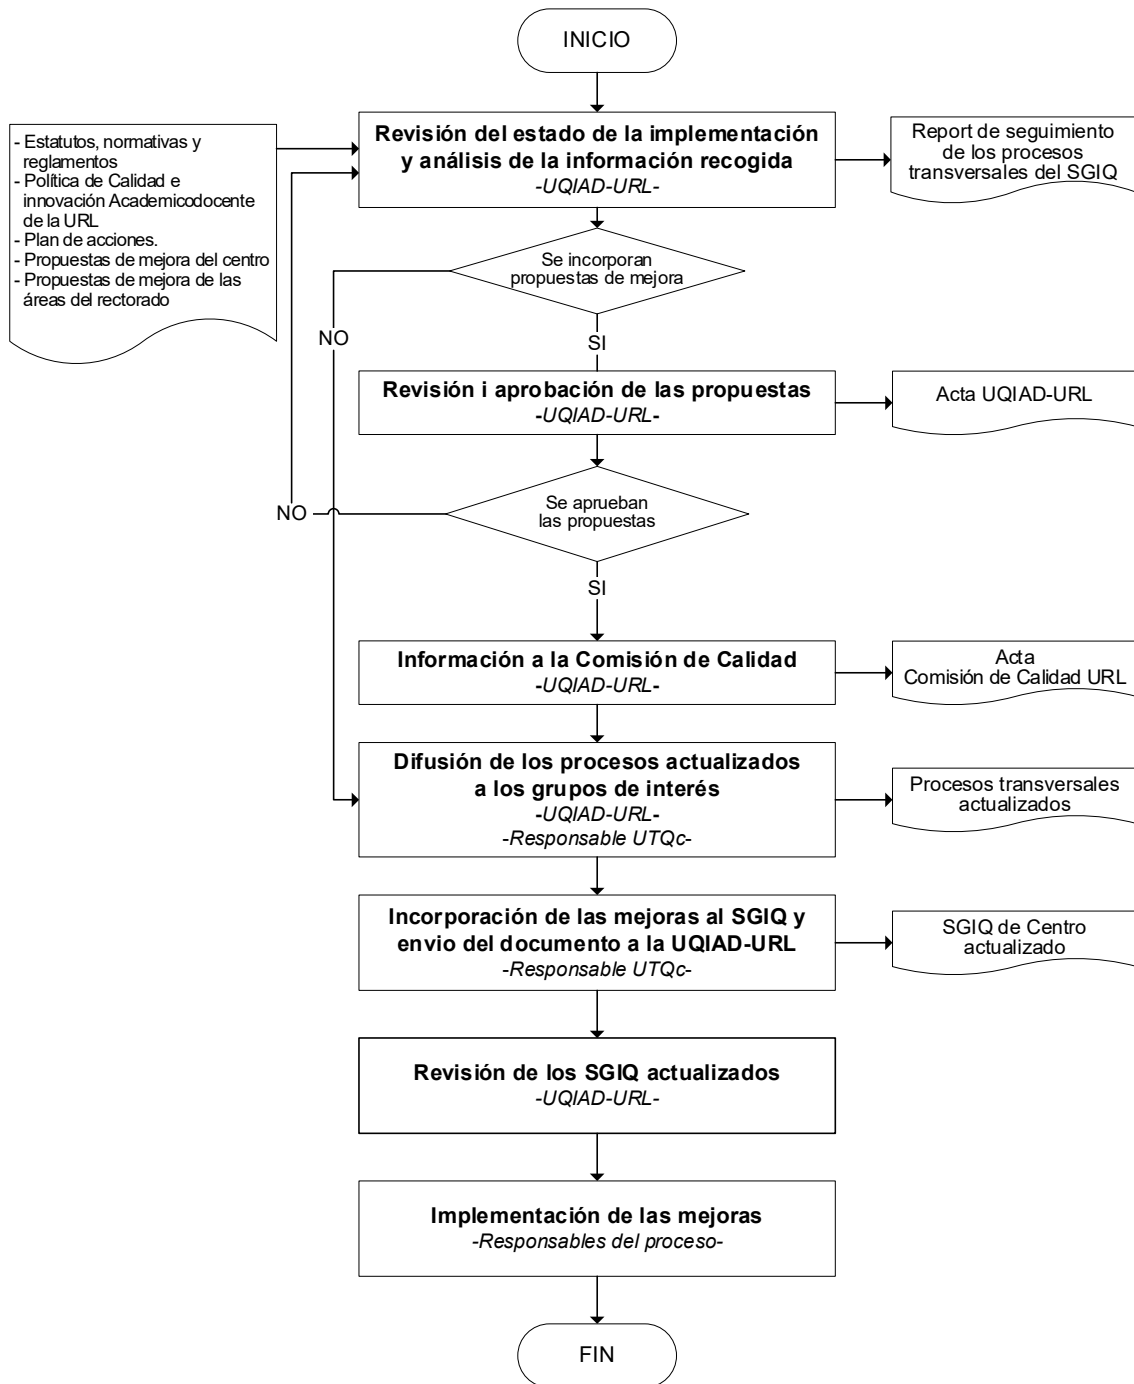 INICIO
- Estatutos, normativas y
reglamentos
- Política de Calidad e
innovación Academicodocente
de la URL
- Plan de acciones.
- Propuestas de mejora del centro
- Propuestas de mejora de las
áreas del rectorado
Revisión del estado de la implementación
y análisis de la información recogida
-UQIAD-URL-
Report de seguimiento
de los procesos
transversales del SGIQ
Se incorporan
propuestas de mejora
NO
SI
Revisión i aprobación de las propuestas
-UQIAD-URL-
Acta UQIAD-URL
Se aprueban
las propuestas
NO
SI
Información a la Comisión de Calidad
-UQIAD-URL-
Acta
Comisión de Calidad URL
Difusión de los procesos actualizados
a los grupos de interés
-UQIAD-URL-
-Responsable UTQc-
Procesos transversales
actualizados
Incorporación de las mejoras al SGIQ y
envio del documento a la UQIAD-URL
-Responsable UTQc-
SGIQ de Centro
actualizado
Revisión de los SGIQ actualizados
-UQIAD-URL-
Implementación de las mejoras
-Responsables del proceso-
FIN